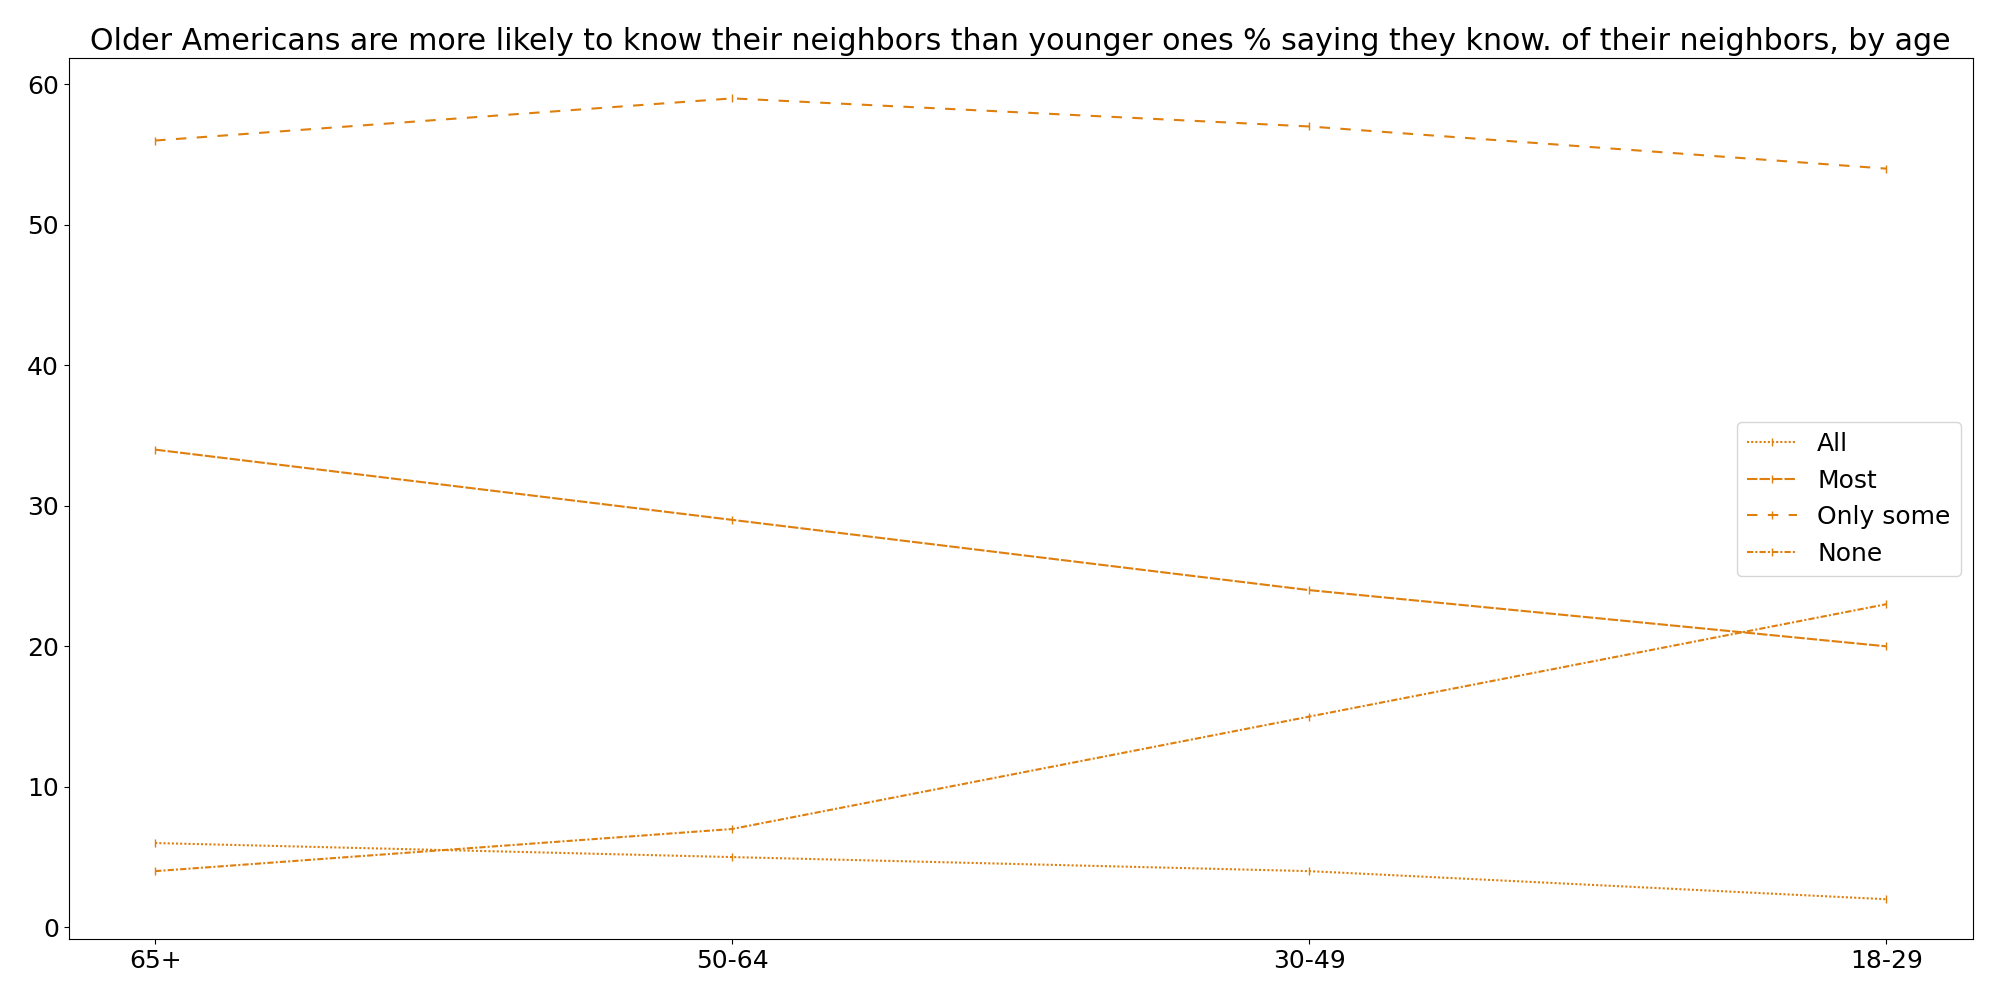 Older Americans are more likely to know their neighbors than younger ones % saying they know. of their neighbors, by age
60
50
40
30
20
10
0
All
Most
Only some
None
65+ 50-64 30-49 18-29